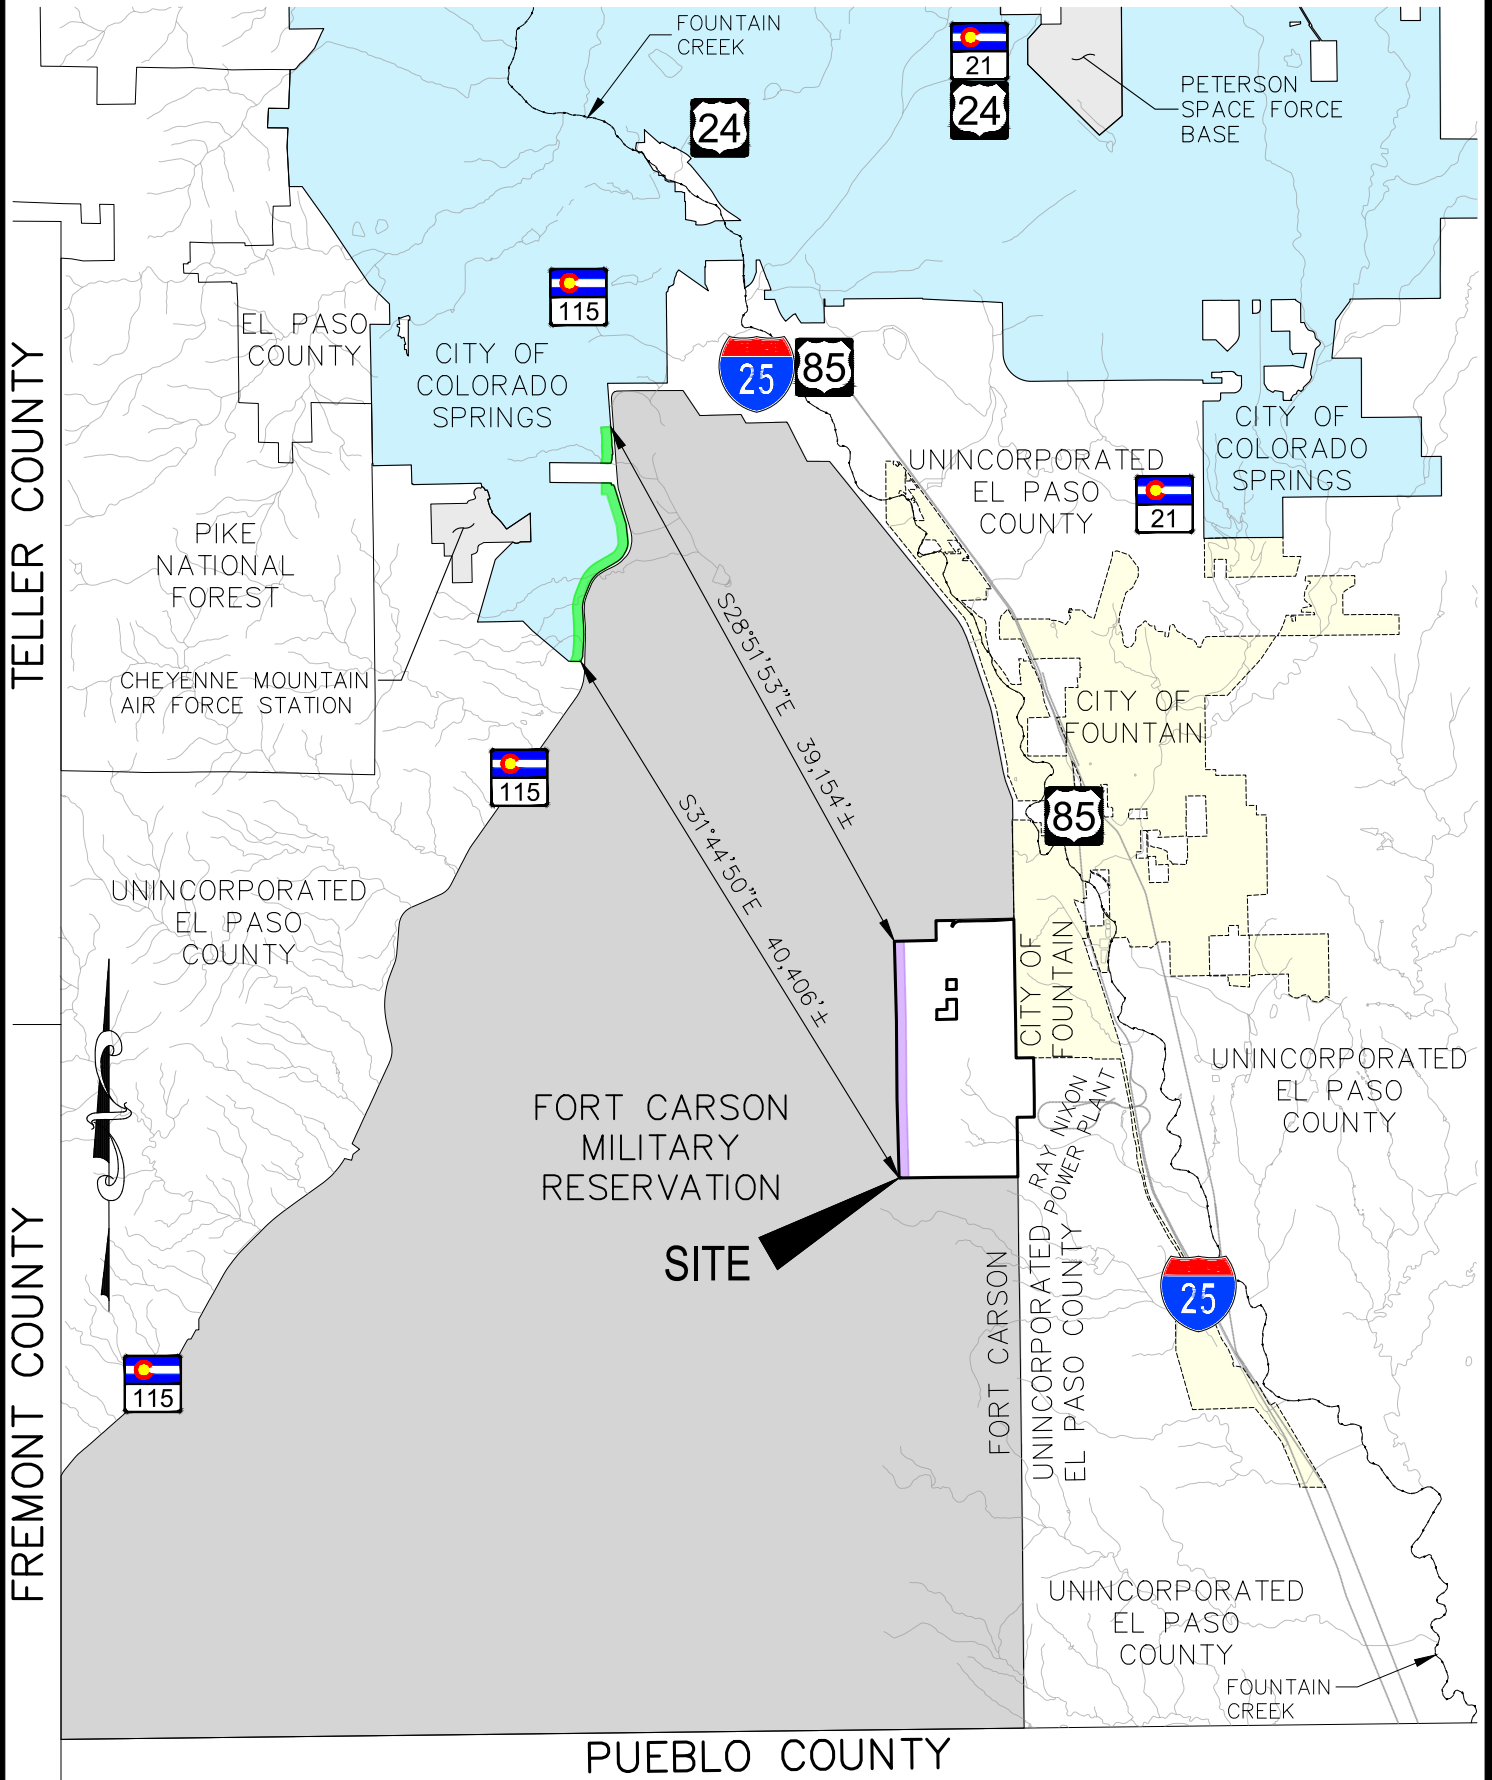 FOUNTAIN
CREEK
21
24
24
PETERSON
SPACE FORCE
BASE
115
EL PASO
COUNTY
CITY OF
COLORADO
SPRINGS
25
85
TELLER COUNTY
CITY OF
COLORADO
SPRINGS
UNINCORPORATED
EL PASO
COUNTY
21
PIKE
NATIONAL
FOREST
CHEYENNE MOUNTAIN
AIR FORCE STATION
S28°51'53"E 39,154'±
S31°44'50"E 40,406'±
CITY OF
FOUNTAIN
115
85
UNINCORPORATED
EL PASO
COUNTY
CITY OF
FOUNTAIN
UNINCORPORATED
EL PASO
COUNTY
FORT CARSON
MILITARY
RESERVATION
RAY NIXON
POWER PLANT
SITE
FREMONT COUNTY
FORT CARSON
UNINCORPORATED
EL PASO COUNTY
25
115
UNINCORPORATED
EL PASO
COUNTY
FOUNTAIN
CREEK
PUEBLO COUNTY